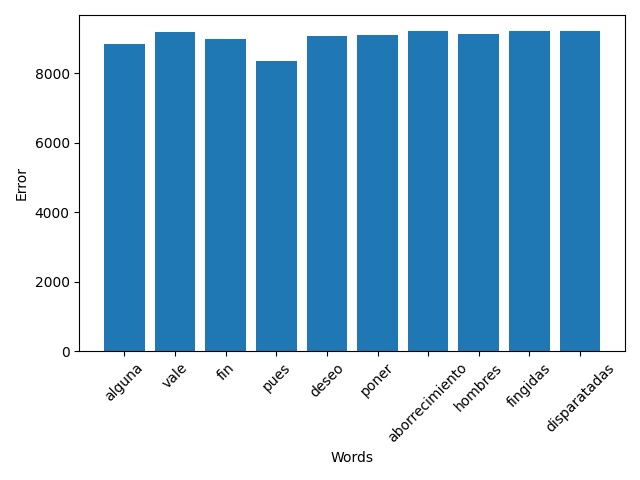 Error
8000
6000
4000
2000
0
alguna
vale
fin
pues
deseo
poner
aborrecimiento
hombres
fingidas
disparatadas
Words